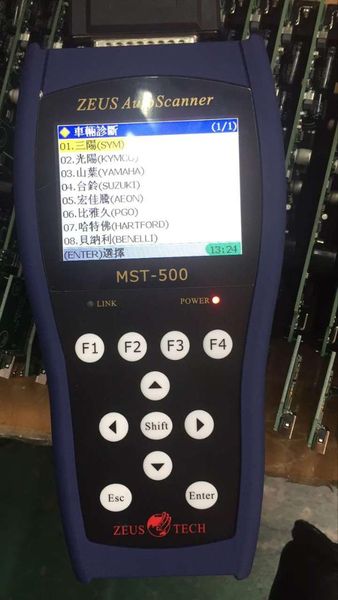 ZEUS AutoScanner
車輛診斷 (1/1)
01.三陽(SYM)
02.光陽(KYMCO)
03.山葉(YAMAHA)
04.台鈴(SUZUKI)
05.宏佳騰(AEON)
06.比雅久(PGO)
07.哈特佛(HARTFORD)
08.貝納利(BENELLI)
(ENTER)選擇 13:24
MST-500
LINK POWER
F1 F2 F3 F4
Shift
Esc Enter
ZEUS TECH